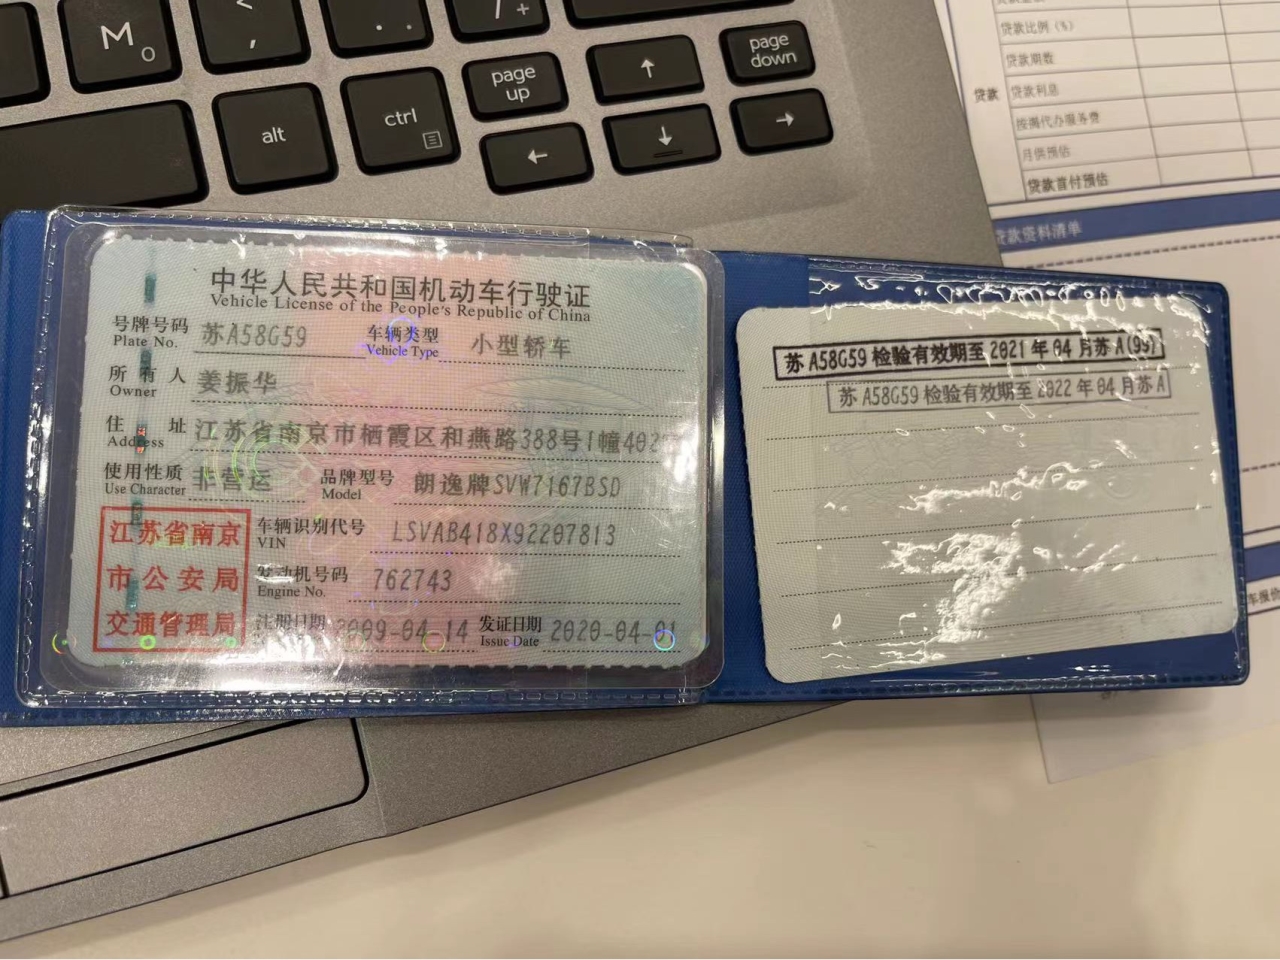 M
0
,
.
/ +
page up
↑
page down
alt
ctrl
←
↓
→
贷款比例（%）
贷款期数
贷款
贷款利息
按揭代办服务费
月供预估
贷款首付预估
贷款资料清单
中华人民共和国机动车行驶证
Vehicle License of the People's Republic of China
号牌号码 苏A58G59 车辆类型 小型轿车
Plate No. Vehicle Type
所有人 姜振华
Owner
住址 江苏省南京市栖霞区和燕路388号1幢402
Address
使用性质 非营运 品牌型号 朗逸牌SVW7167BSD
Use Character Model
江苏省南京
市公安局
交通管理局
车辆识别代号 LSVAB418X92207813
VIN
发动机号码 762743
Engine No.
注册日期 2009-04-14 发证日期 2020-04-01
Issue Date
苏A58G59检验有效期至2021年04月苏A(99)
苏A58G59检验有效期至2022年04月苏A
车报价